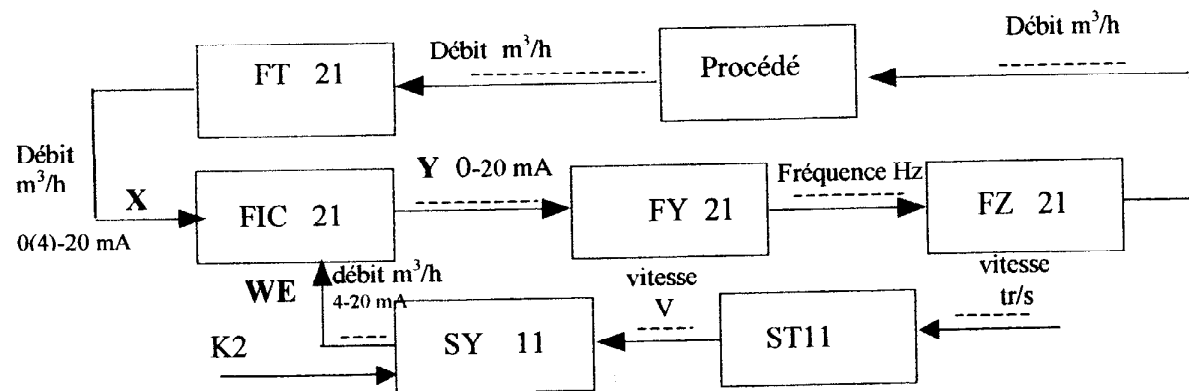 Débit m³/h
Débit m³/h
FT 21
Procédé
Débit
m³/h
X
0(4)-20 mA
FIC 21
Y 0-20 mA
FY 21
Fréquence Hz
FZ 21
WE
débit m³/h
4-20 mA
vitesse
V
vitesse
tr/s
K2
SY 11
ST11